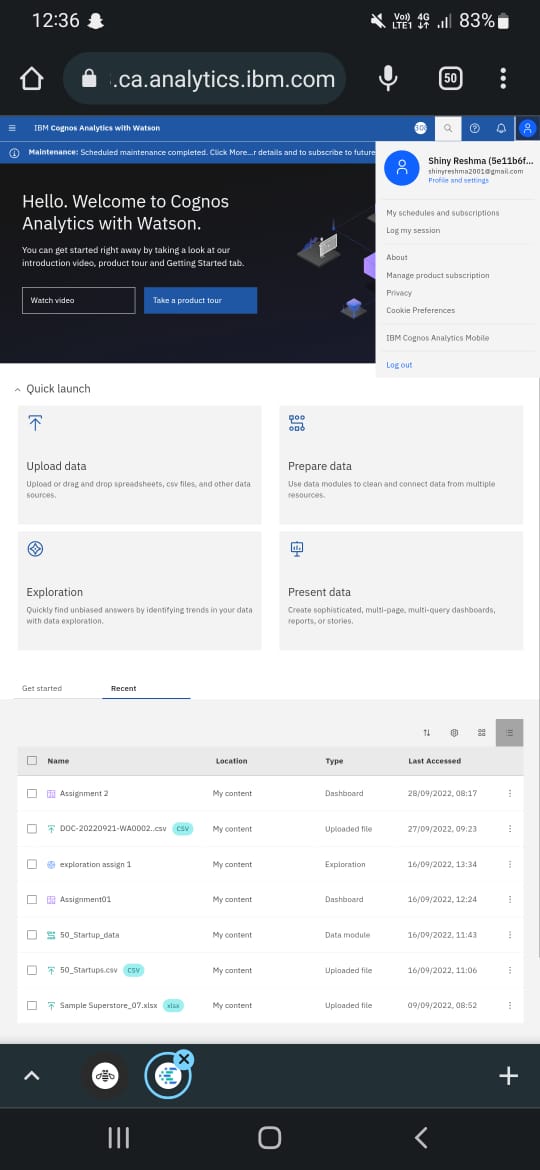 12:36
Vo))
LTE1
4G
83%
.ca.analytics.ibm.com
50
IBM Cognos Analytics with Watson
Maintenance: Scheduled maintenance completed. Click More...r details and to subscribe to future
Shiny Reshma (5e11b6f...
shinyreshma2001@gmail.com
Profile and settings
My schedules and subscriptions
Log my session
About
Manage product subscription
Privacy
Cookie Preferences
IBM Cognos Analytics Mobile
Log out
Hello. Welcome to Cognos
Analytics with Watson.
You can get started right away by taking a look at our
introduction video, product tour and Getting Started tab.
Watch video
Take a product tour
Quick launch
Upload data
Upload or drag and drop spreadsheets, csv files, and other data
sources.
Prepare data
Use data modules to clean and connect data from multiple
resources.
Exploration
Quickly find unbiased answers by identifying trends in your data
with data exploration.
Present data
Create sophisticated, multi-page, multi-query dashboards,
reports, or stories.
Get started Recent
Name Location Type Last Accessed
Assignment 2 My content Dashboard 28/09/2022, 08:17
DOC-20220921-WA0002..csv CSV My content Uploaded file 27/09/2022, 09:23
exploration assign 1 My content Exploration 16/09/2022, 13:34
Assignment01 My content Dashboard 16/09/2022, 12:24
50_Startup_data My content Data module 16/09/2022, 11:43
50_Startups.csv CSV My content Uploaded file 16/09/2022, 11:06
Sample Superstore_07.xlsx xlsx My content Uploaded file 09/09/2022, 08:52